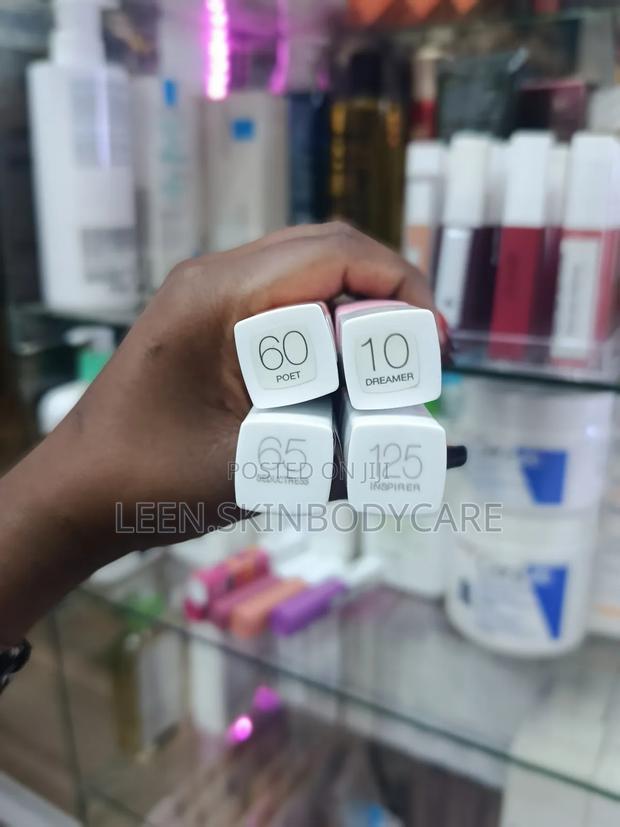 60
POET
10
DREAMER
65
SEDUCTRESS
125
INSPIRER
POSTED ON JIJI
LEEN.SKINBODYCARE